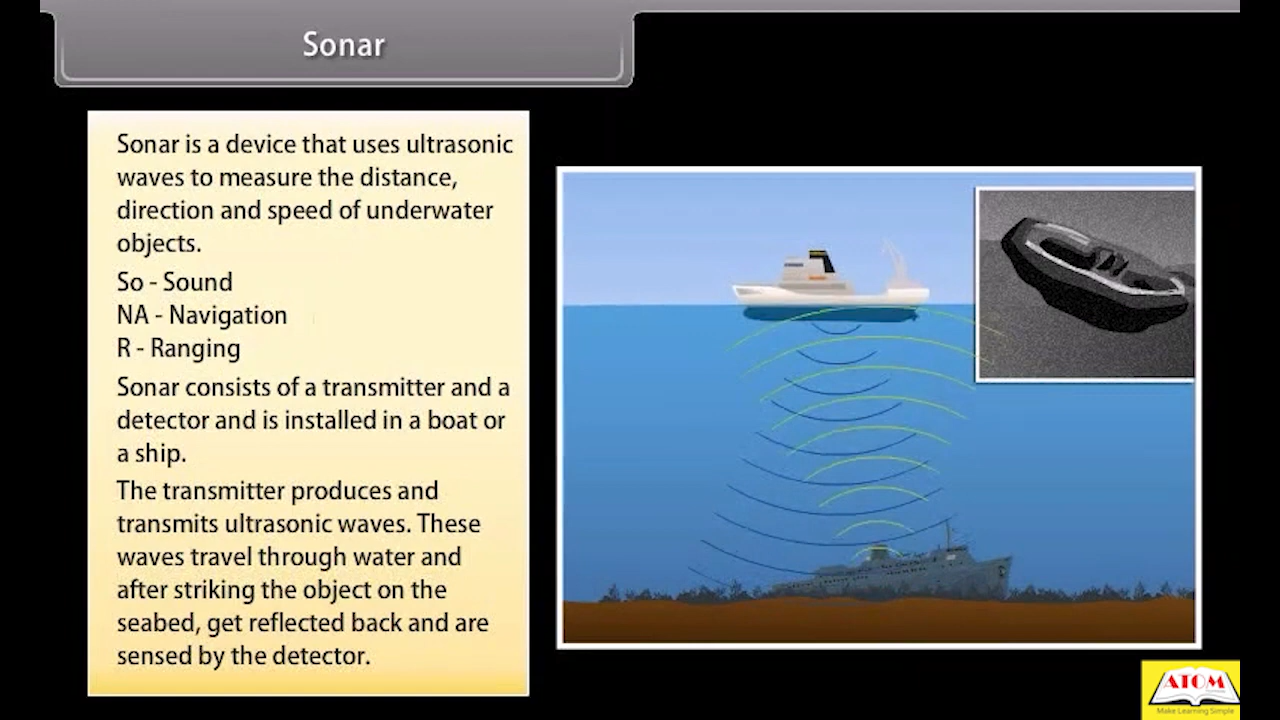 Sonar
Sonar is a device that uses ultrasonic
waves to measure the distance,
direction and speed of underwater
objects.
So - Sound
NA - Navigation
R - Ranging
Sonar consists of a transmitter and a
detector and is installed in a boat or
a ship.
The transmitter produces and
transmits ultrasonic waves. These
waves travel through water and
after striking the object on the
seabed, get reflected back and are
sensed by the detector.
ATOM
Make Learning Simple